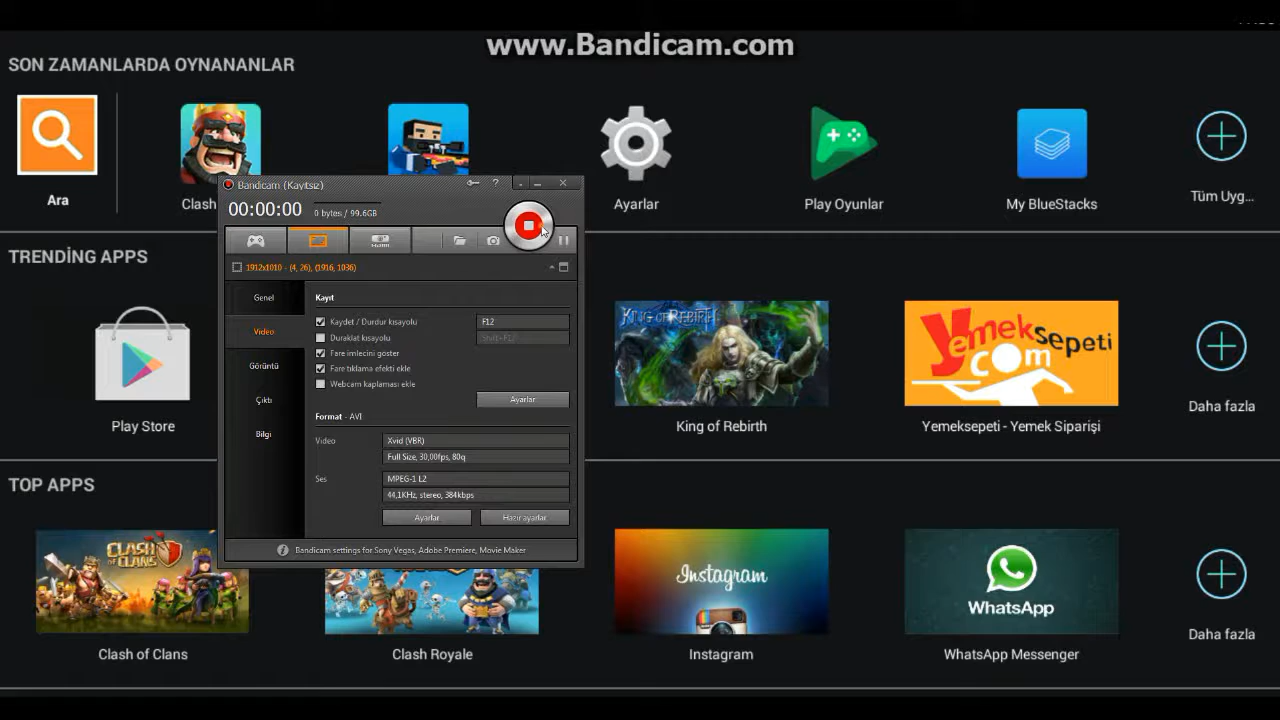 www.Bandicam.com
SON ZAMANLARDA OYNANANLAR
Ara
Clash
Ayarlar
Play Oyunlar
My BlueStacks
Tüm Uyg...
Bandicam (Kayıtsız)
00:00:00
0 bytes / 99.6GB
1912x1010 - (4, 26), (1916, 1036)
Genel
Video
Görüntü
Çıktı
Bilgi
Kayıt
Kaydet / Durdur kısayolu
F12
Duraklat kısayolu
Shift+F12
Fare imlecini göster
Fare tıklama efekti ekle
Webcam kaplaması ekle
Ayarlar
Format - AVI
Video
Xvid (VBR)
Full Size, 30,00fps, 80q
Ses
MPEG-1 L2
44,1KHz, stereo, 384kbps
Ayarlar
Hazır ayarlar
Bandicam settings for Sony Vegas, Adobe Premiere, Movie Maker
TRENDİNG APPS
Play Store
KING OF REBIRTH
King of Rebirth
Yemeksepeti.com
Yemeksepeti - Yemek Siparişi
Daha fazla
TOP APPS
CLASH OF CLANS
Clash of Clans
Clash Royale
Instagram
Instagram
WhatsApp
WhatsApp Messenger
Daha fazla